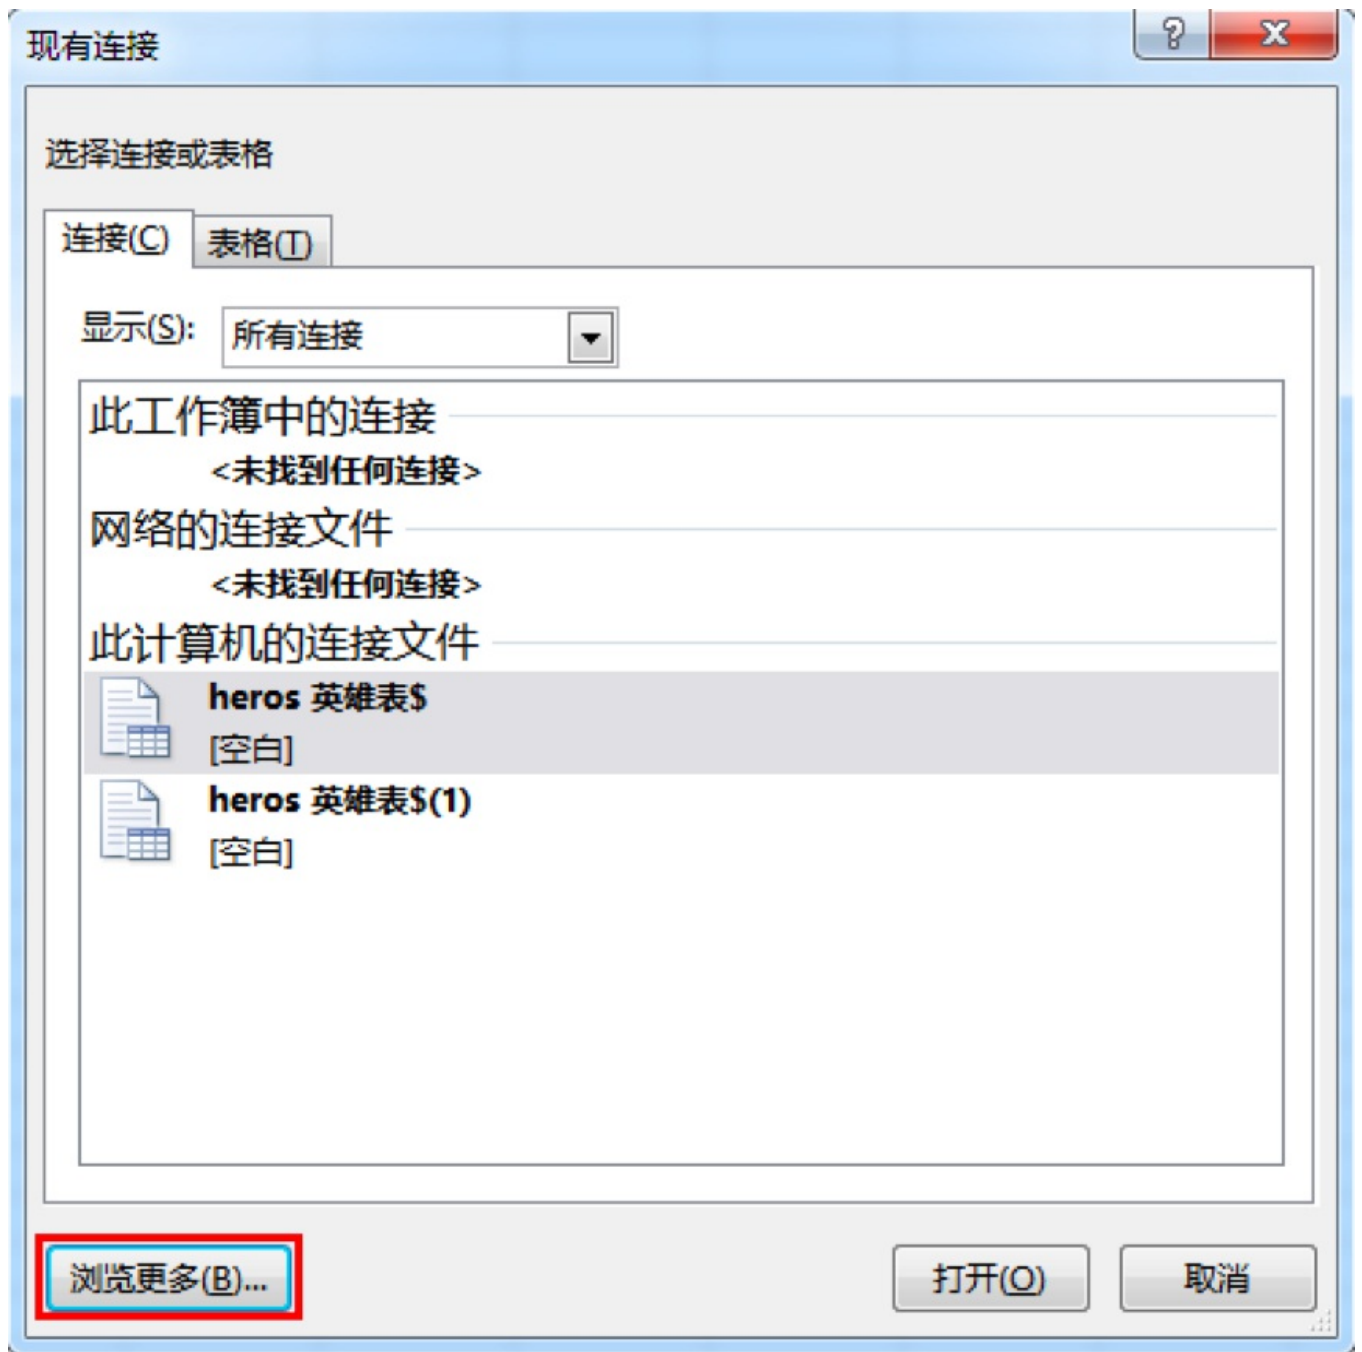 现有连接
?
X
选择连接或表格
连接(C)
表格(T)
显示(S):
所有连接
此工作簿中的连接
<未找到任何连接>
网络的连接文件
<未找到任何连接>
此计算机的连接文件
heros 英雄表$
[空白]
heros 英雄表$(1)
[空白]
浏览更多(B)...
打开(O)
取消